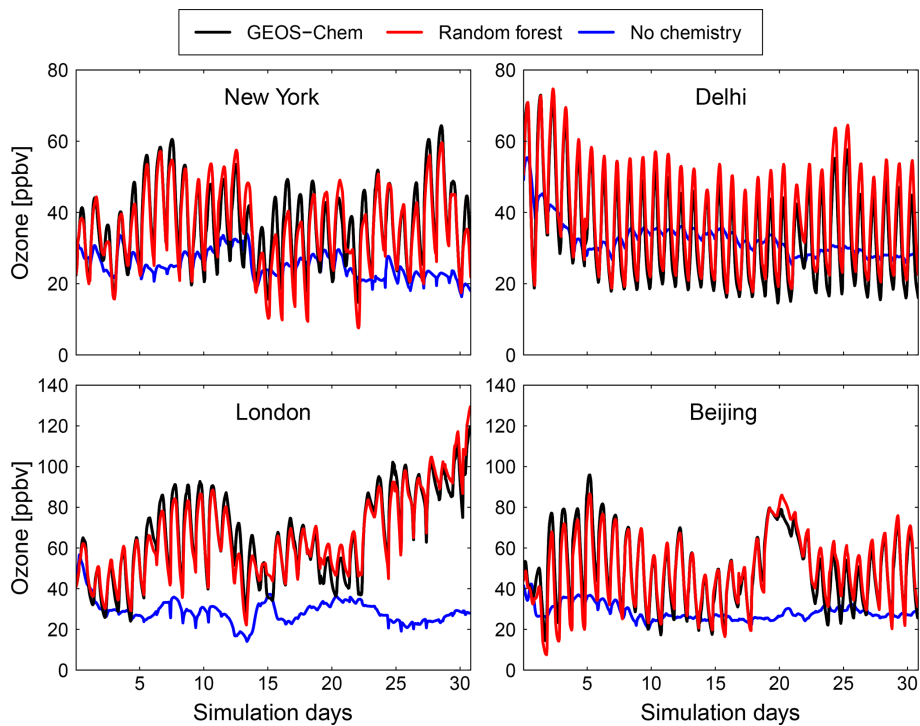 GEOS−Chem Random forest No chemistry
80 80
New York Delhi
60 60
40 40
20 20
0 0
Ozone [ppbv]
140 140
London Beijing
120 120
100 100
80 80
60 60
40 40
20 20
0 0
Ozone [ppbv]
5 10 15 20 25 30 5 10 15 20 25 30
Simulation days Simulation days